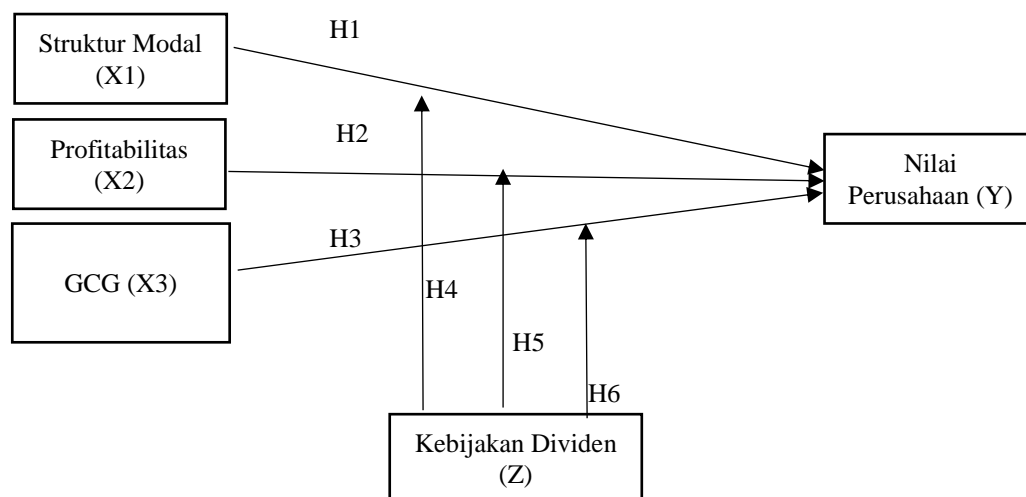 H1
Struktur Modal
(X1)
H2
Profitabilitas
(X2)
Nilai
Perusahaan (Y)
H3
GCG (X3)
H4
H5
H6
Kebijakan Dividen
(Z)